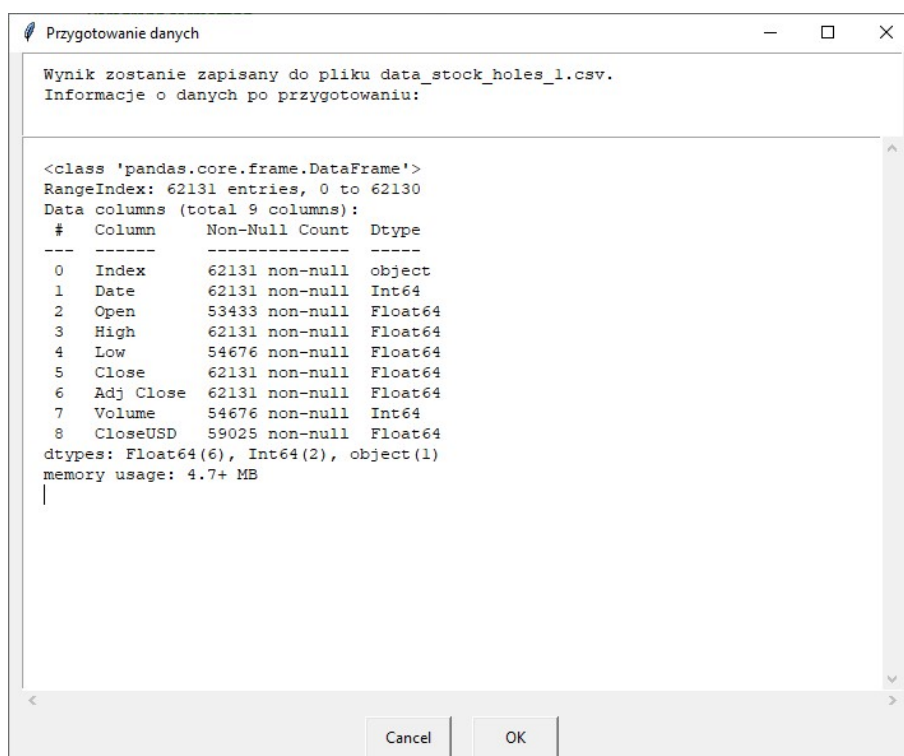 Przygotowanie danych
Wynik zostanie zapisany do pliku data_stock_holes_1.csv.
Informacje o danych po przygotowaniu:
<class 'pandas.core.frame.DataFrame'>
RangeIndex: 62131 entries, 0 to 62130
Data columns (total 9 columns):
 #   Column     Non-Null Count  Dtype
---  ------     --------------  -----
 0   Index      62131 non-null  object
 1   Date       62131 non-null  Int64
 2   Open       53433 non-null  Float64
 3   High       62131 non-null  Float64
 4   Low        54676 non-null  Float64
 5   Close      62131 non-null  Float64
 6   Adj Close  62131 non-null  Float64
 7   Volume     54676 non-null  Int64
 8   CloseUSD   59025 non-null  Float64
dtypes: Float64(6), Int64(2), object(1)
memory usage: 4.7+ MB
Cancel OK